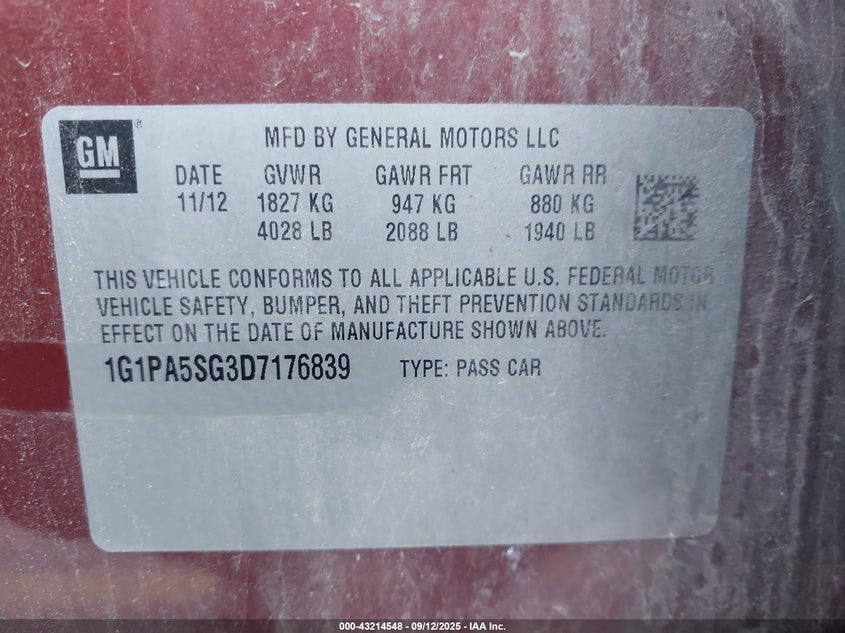 GM
MFD BY GENERAL MOTORS LLC
DATE GVWR GAWR FRT GAWR RR
11/12 1827 KG 947 KG 880 KG
4028 LB 2088 LB 1940 LB
THIS VEHICLE CONFORMS TO ALL APPLICABLE U.S. FEDERAL MOTOR
VEHICLE SAFETY, BUMPER, AND THEFT PREVENTION STANDARDS IN
EFFECT ON THE DATE OF MANUFACTURE SHOWN ABOVE.
1G1PA5SG3D7176839 TYPE: PASS CAR
000-43214548 - 09/12/2025 - IAA Inc.